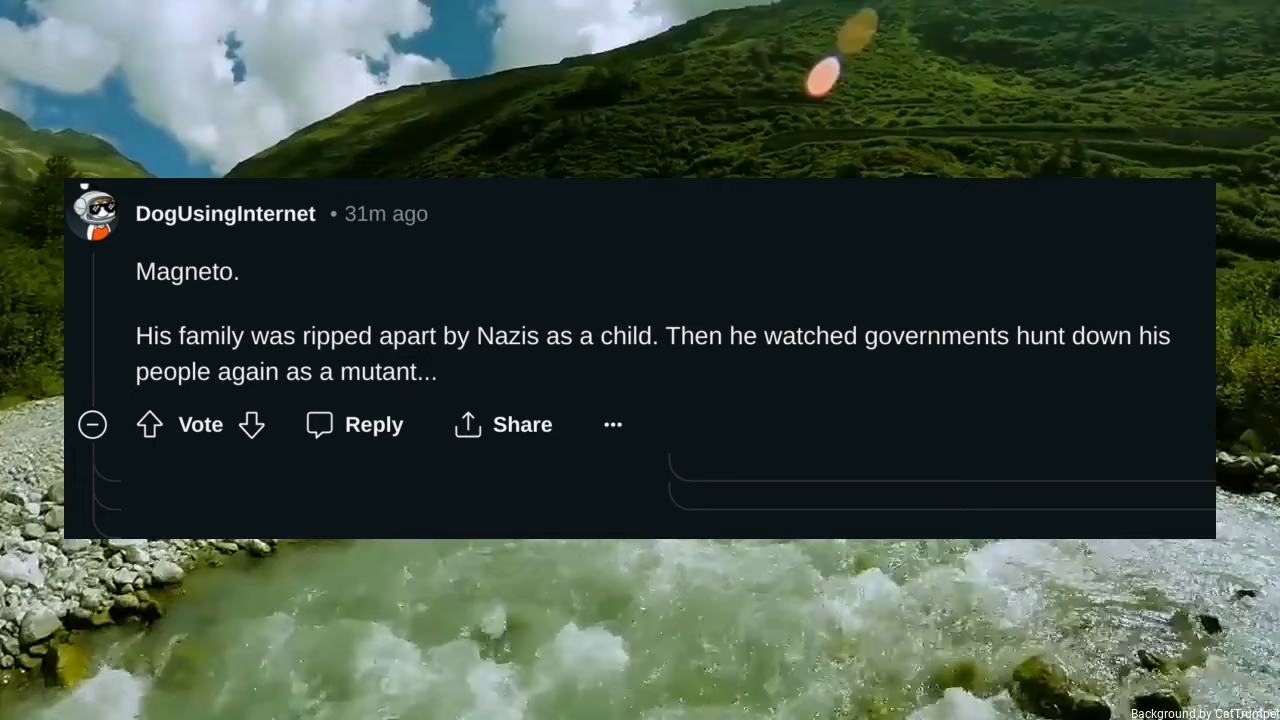 DogUsingInternet • 31m ago
Magneto.
His family was ripped apart by Nazis as a child. Then he watched governments hunt down his
people again as a mutant...
Vote Reply Share
Background by CatTrumpet